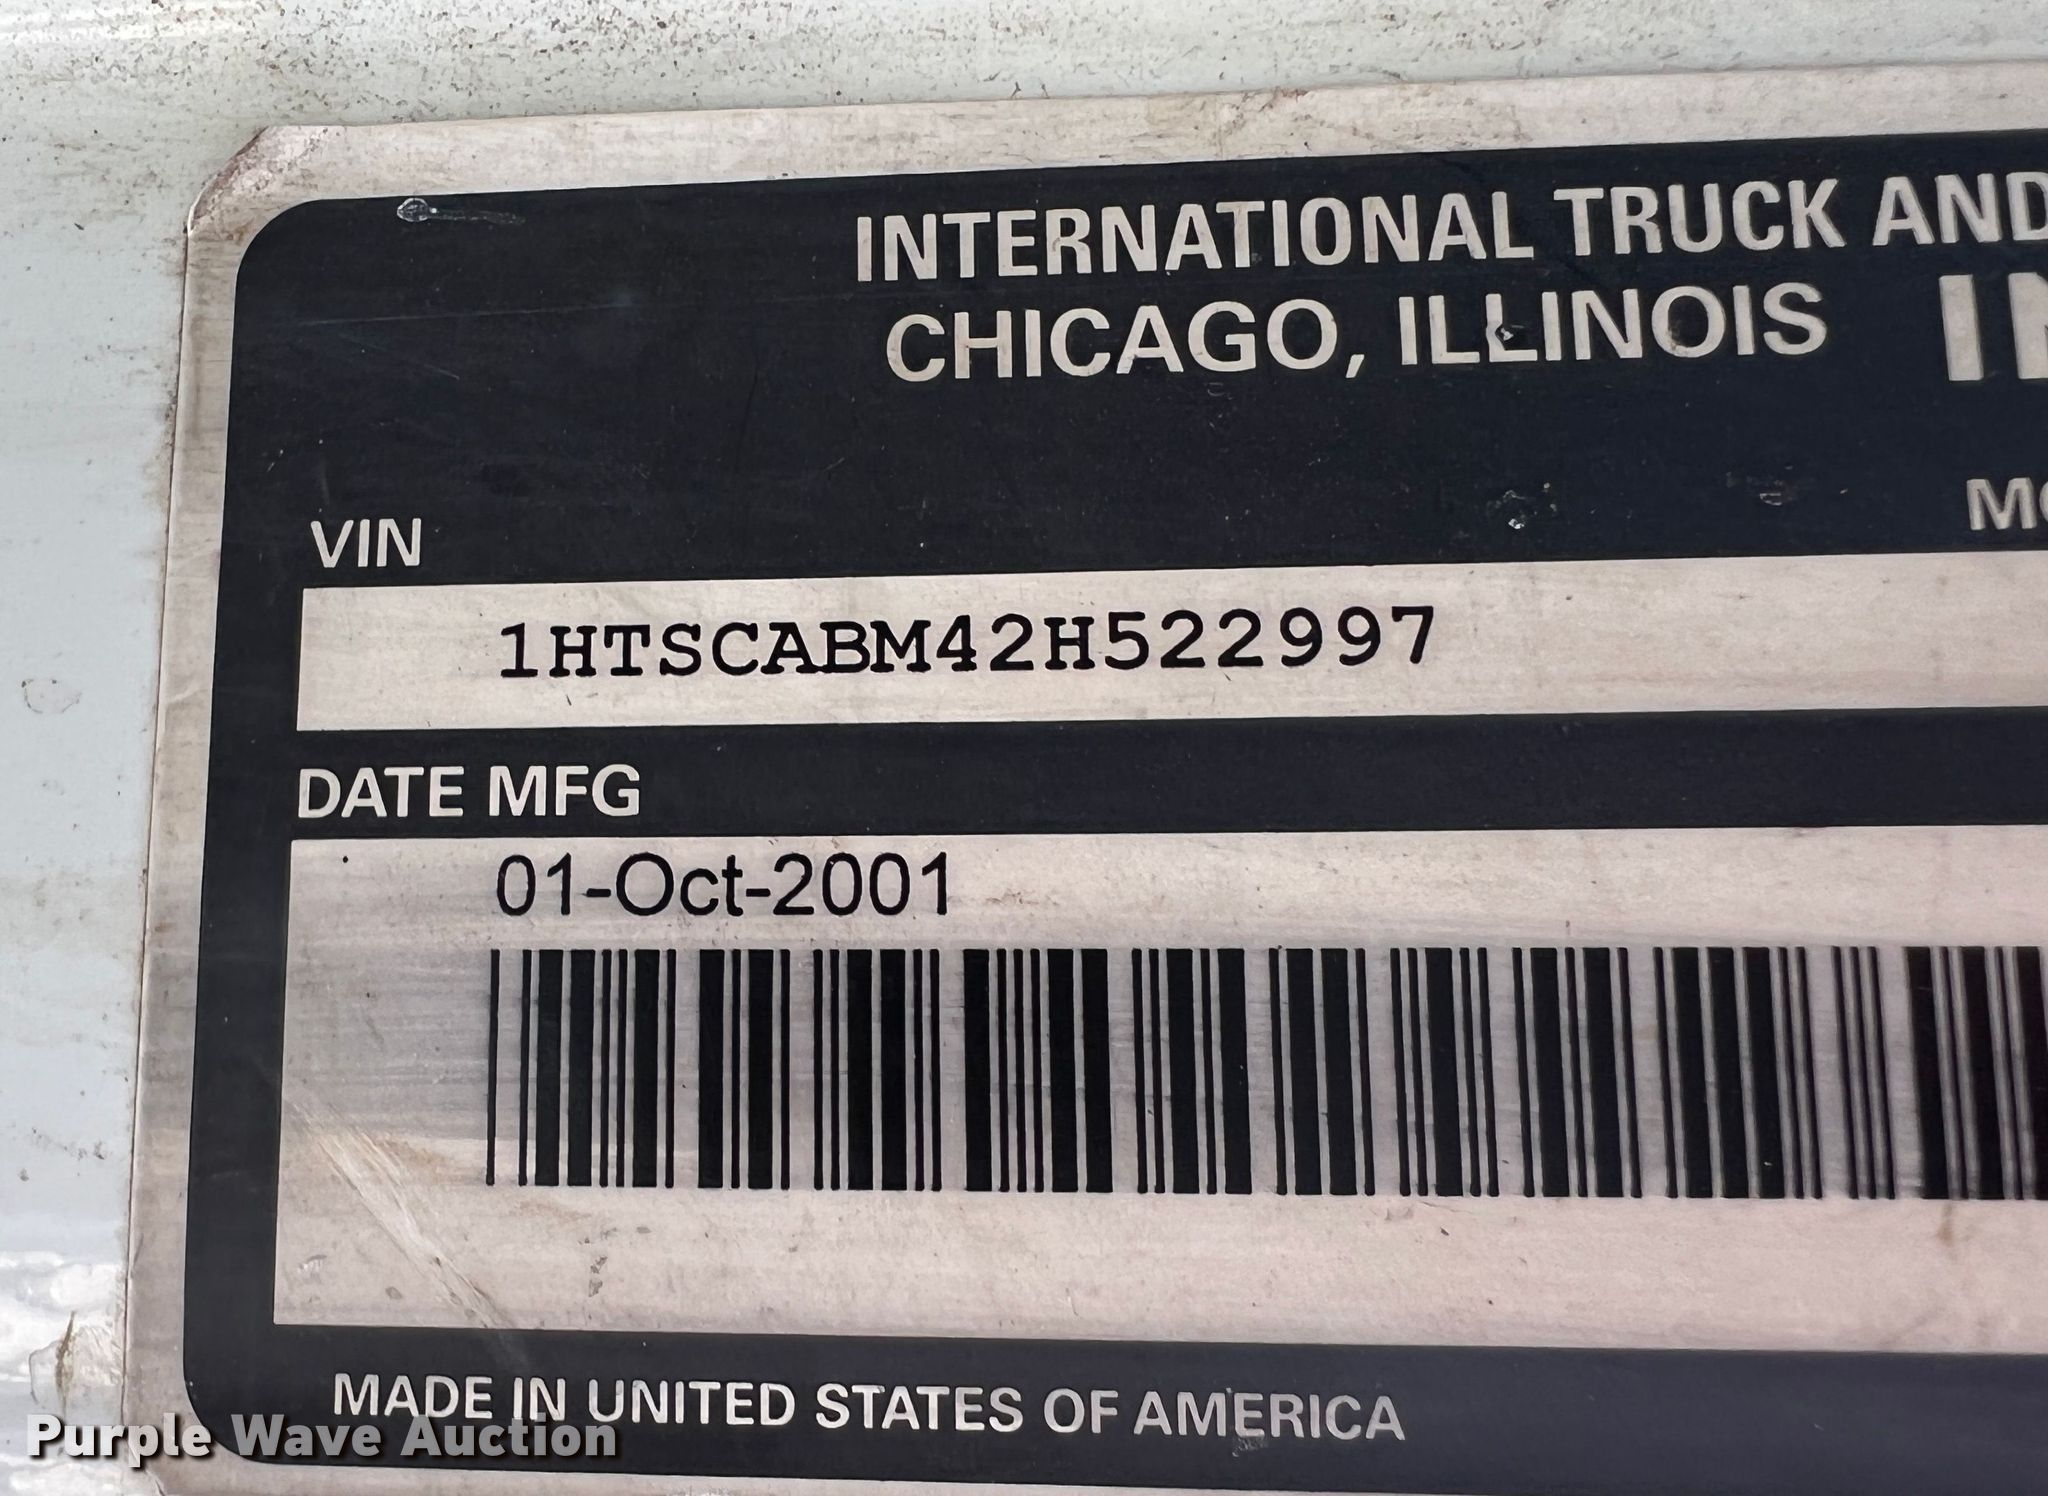 INTERNATIONAL TRUCK AND
CHICAGO, ILLINOIS
VIN
1HTSCABM42H522997
DATE MFG
01-Oct-2001
MADE IN UNITED STATES OF AMERICA
Purple Wave Auction